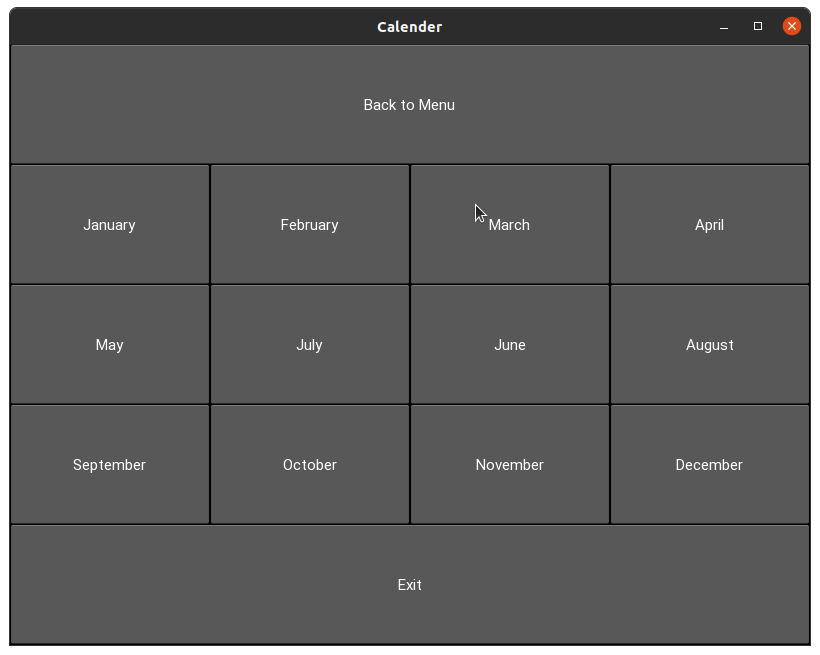 Calender
Back to Menu
January February March April
May July June August
September October November December
Exit